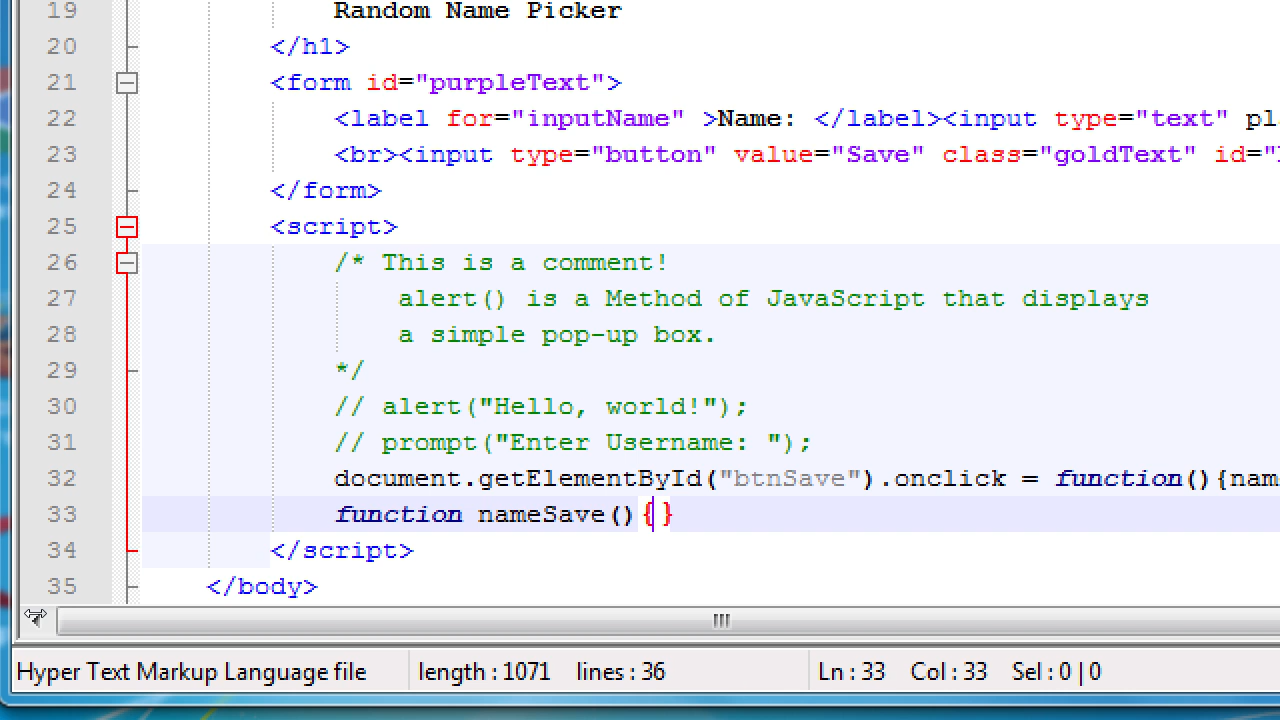 19 Random Name Picker
20 </h1>
21 <form id="purpleText">
22 <label for="inputName" >Name: </label><input type="text" pl
23 <br><input type="button" value="Save" class="goldText" id="
24 </form>
25 <script>
26 /* This is a comment!
27 alert() is a Method of JavaScript that displays
28 a simple pop-up box.
29 */
30 // alert("Hello, world!");
31 // prompt("Enter Username: ");
32 document.getElementById("btnSave").onclick = function(){nam
33 function nameSave(){}
34 </script>
35 </body>
Hyper Text Markup Language file length : 1071 lines : 36 Ln : 33 Col : 33 Sel : 0 | 0